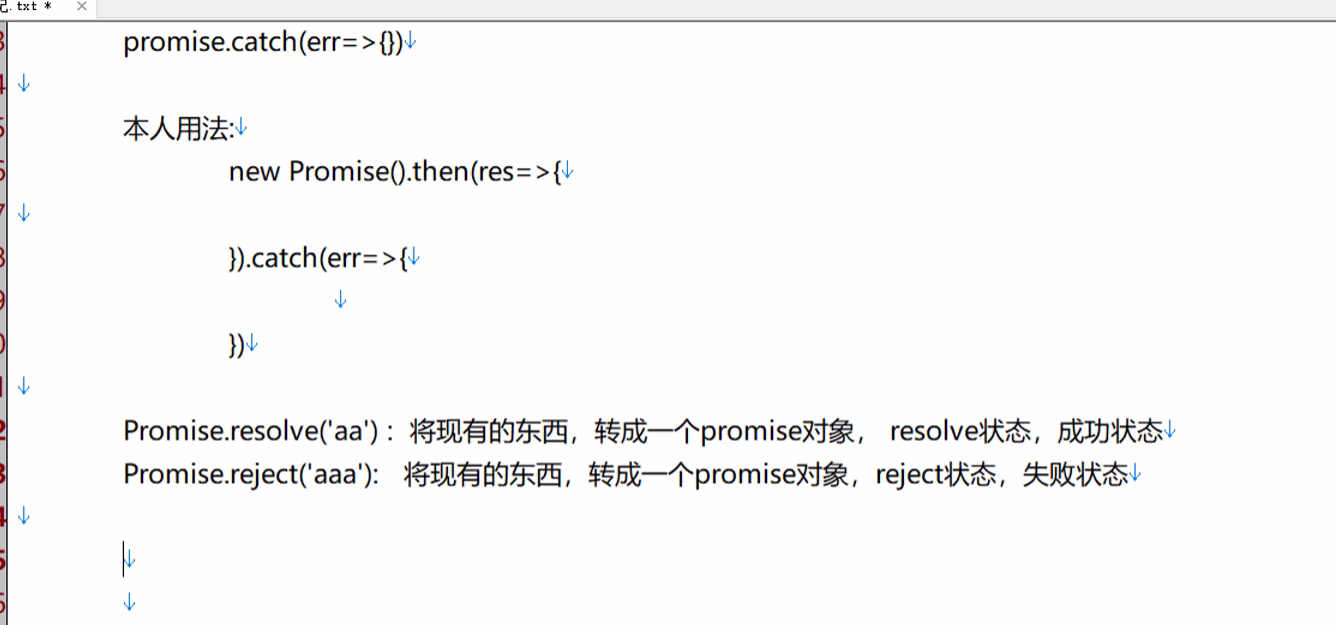 .txt *
promise.catch(err=>{})↓
↓
本人用法:↓
new Promise().then(res=>{↓
↓
}).catch(err=>{↓
↓
})↓
↓
Promise.resolve('aa') : 将现有的东西，转成一个promise对象， resolve状态，成功状态↓
Promise.reject('aaa'): 将现有的东西，转成一个promise对象，reject状态，失败状态↓
↓
↓
↓